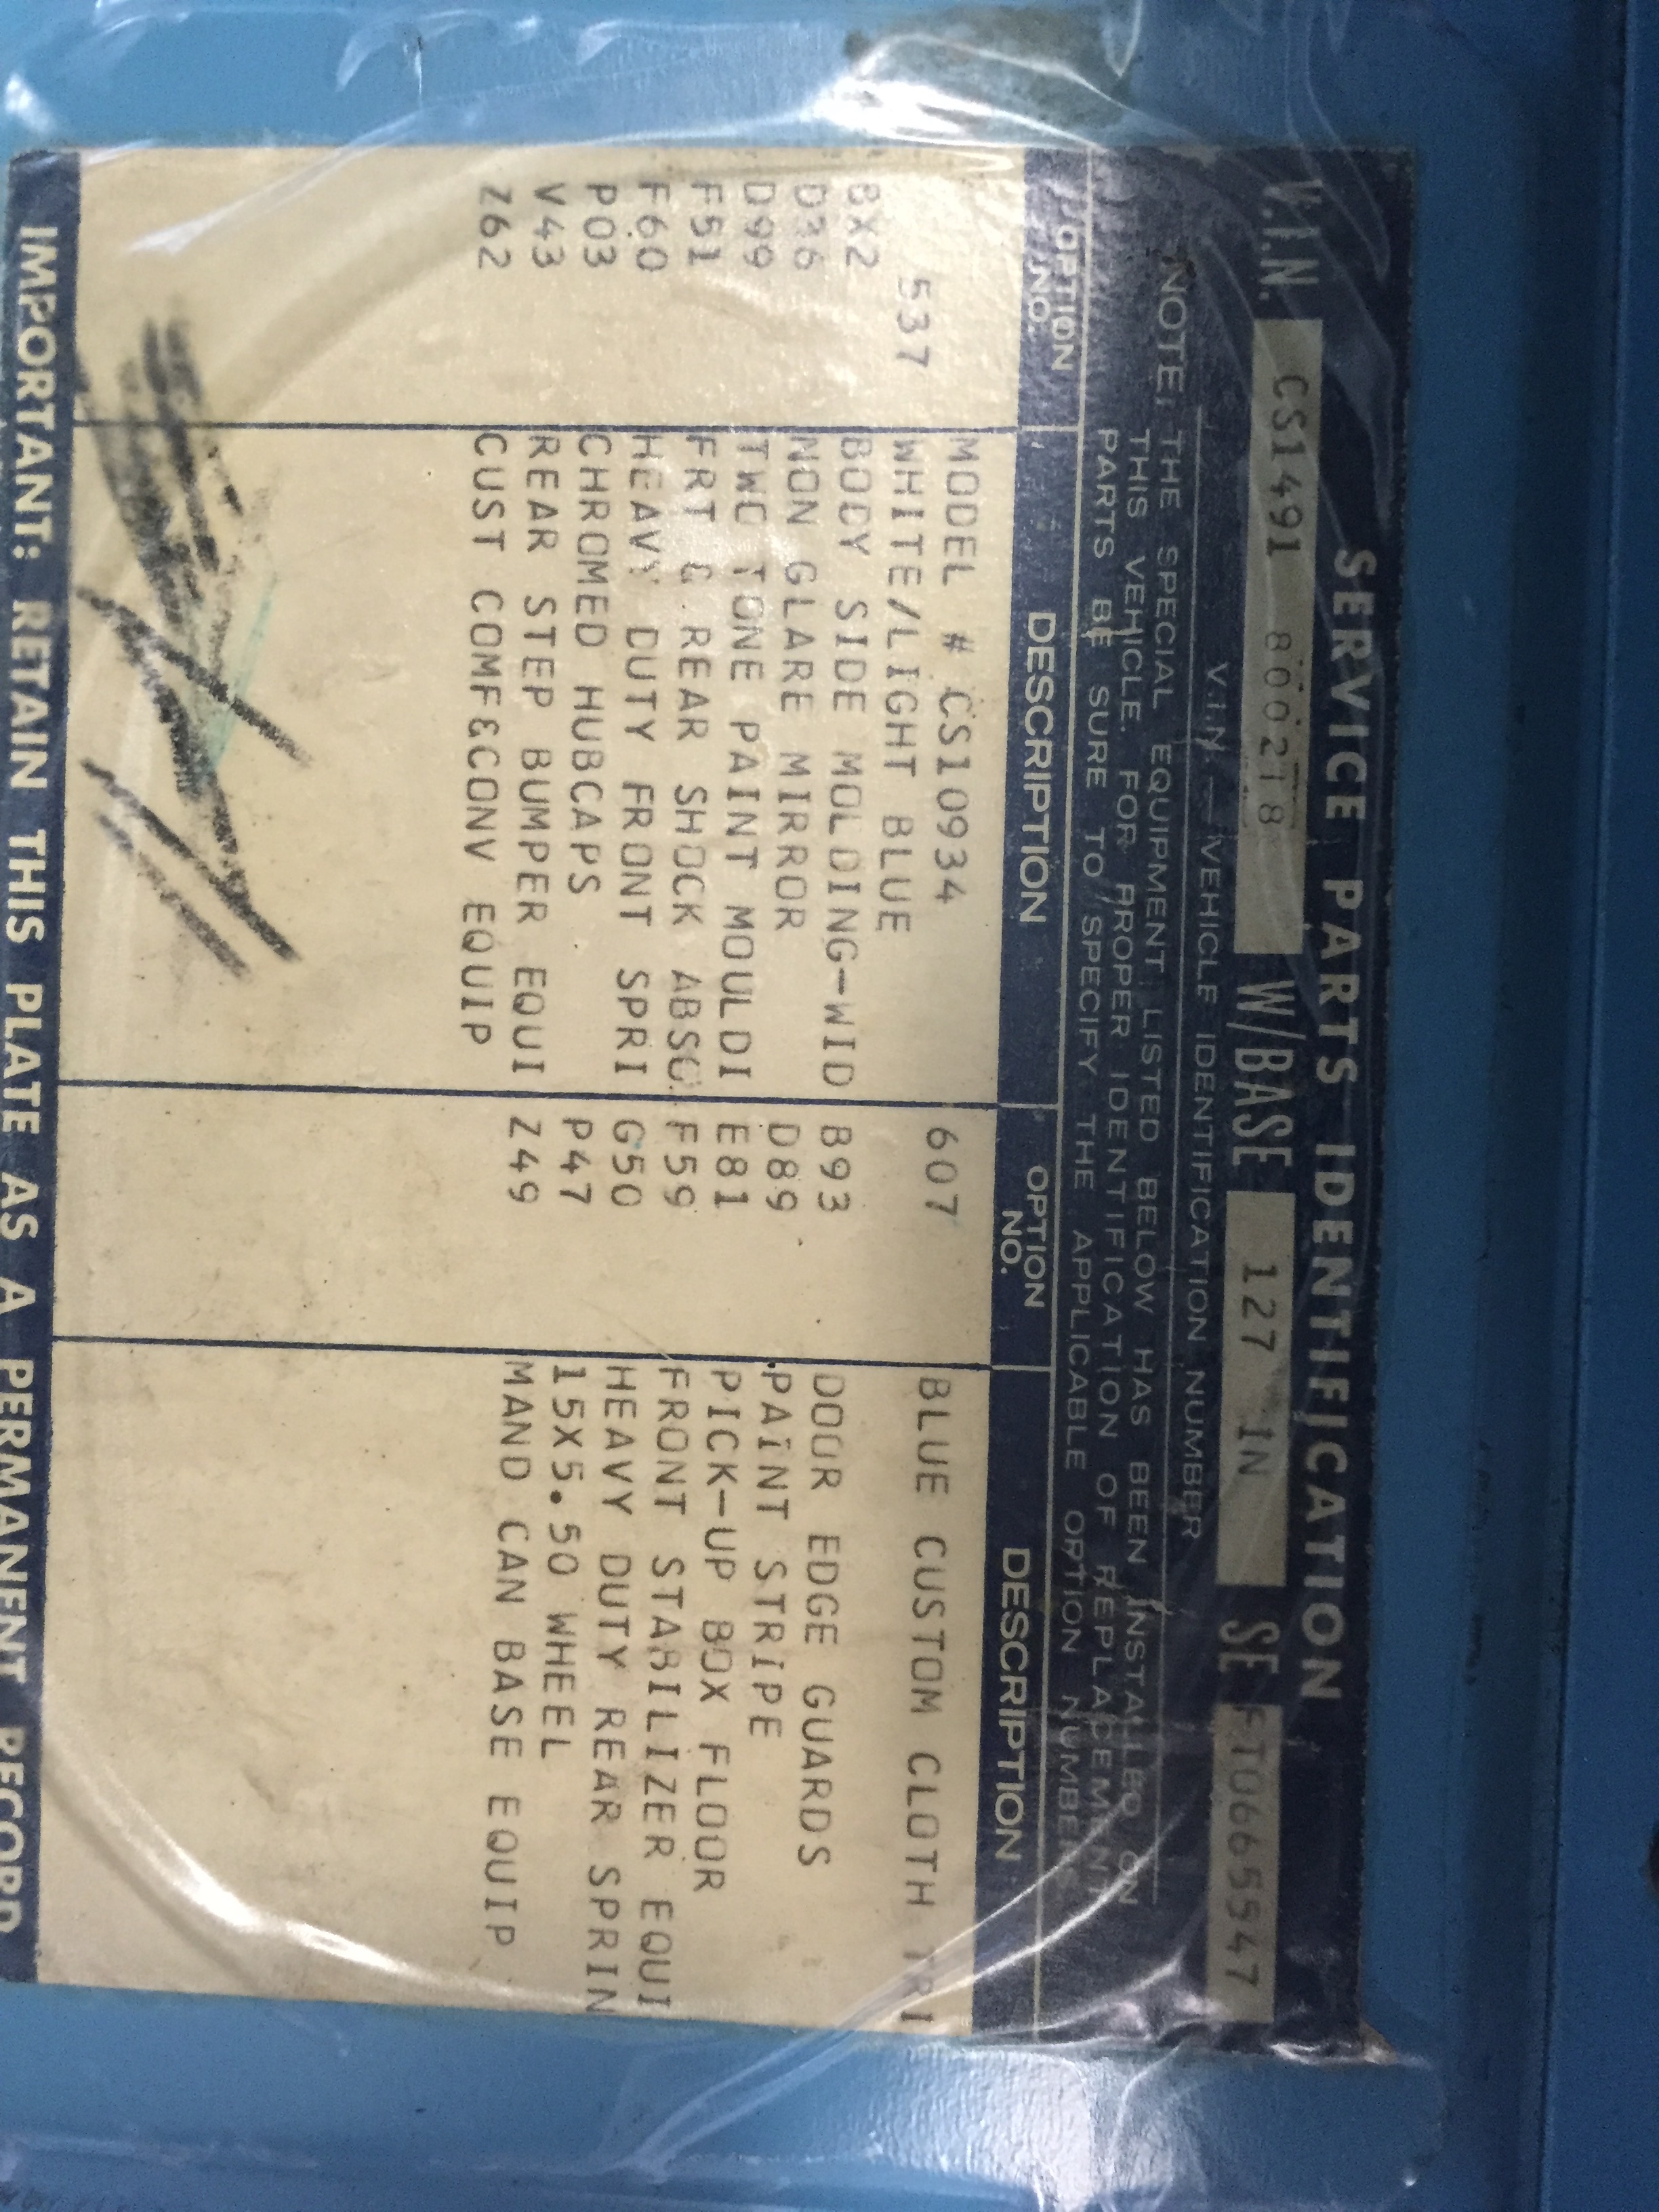 SERVICE PARTS IDENTIFICATION
V.I.N. CS1491 8002T8 W/BASE 127 IN SE FT0665547
V.I.N. VEHICLE IDENTIFICATION NUMBER
NOTE: THE SPECIAL EQUIPMENT LISTED BELOW HAS BEEN INSTALLED ON
THIS VEHICLE. FOR PROPER IDENTIFICATION OF REPLACEMENT
PARTS BE SURE TO SPECIFY THE APPLICABLE OPTION NUMBER
OPTION NO. DESCRIPTION OPTION NO. DESCRIPTION
MODEL # CS10934 607 BLUE CUSTOM CLOTH TRI
537 WHITE/LIGHT BLUE
BX2 BODY SIDE MOLDING-WID B93 DOOR EDGE GUARDS
D36 NON GLARE MIRROR D89 PAINT STRIPE
D99 TWO TONE PAINT MOULDI E81 PICK-UP BOX FLOOR
F51 FRT & REAR SHOCK ABSO F59 FRONT STABILIZER EQUI
F60 HEAVY DUTY FRONT SPRI G50 HEAVY DUTY REAR SPRIN
P03 CHROMED HUBCAPS P47 15X5.50 WHEEL
V43 REAR STEP BUMPER EQUI Z49 MAND CAN BASE EQUIP
Z62 CUST COMF&CONV EQUIP
IMPORTANT: RETAIN THIS PLATE AS A PERMANENT RECORD